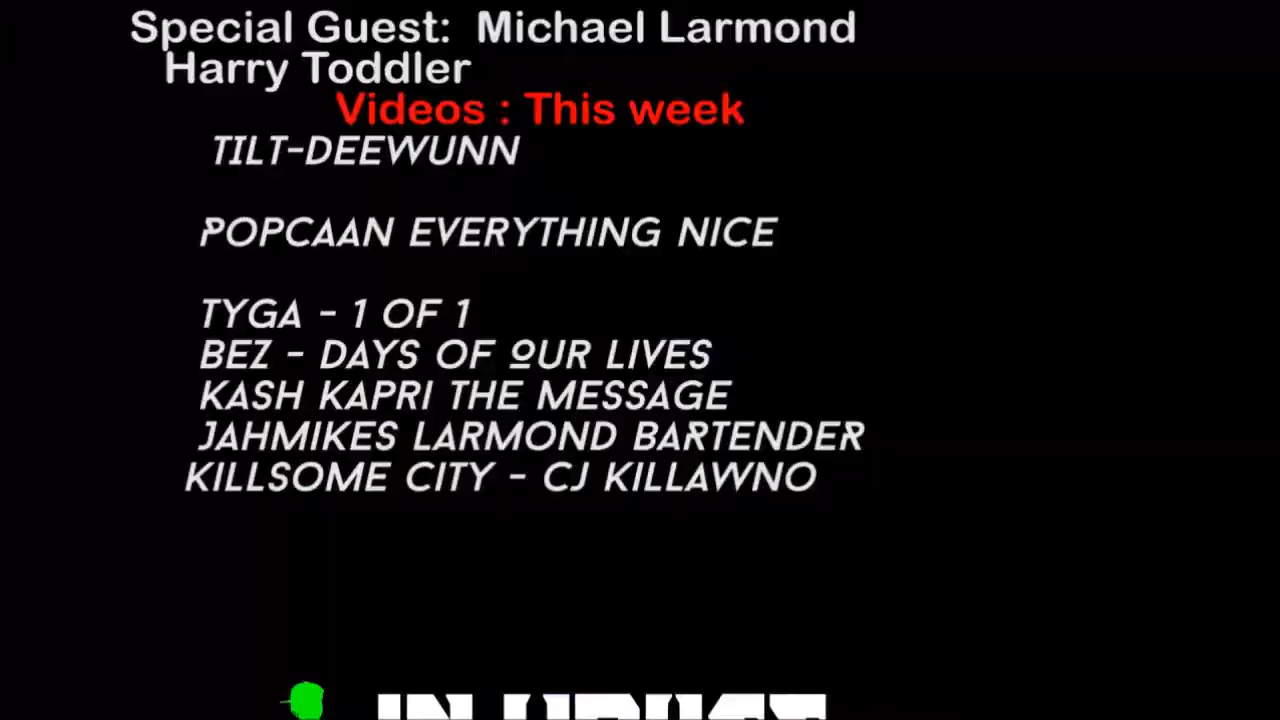 Special Guest: Michael Larmond
Harry Toddler
Videos : This week
TILT-DEEWUNN
POPCAAN EVERYTHING NICE
TYGA - 1 OF 1
BEZ - DAYS OF OUR LIVES
KASH KAPRI THE MESSAGE
JAHMIKES LARMOND BARTENDER
KILLSOME CITY - CJ KILLAWNO